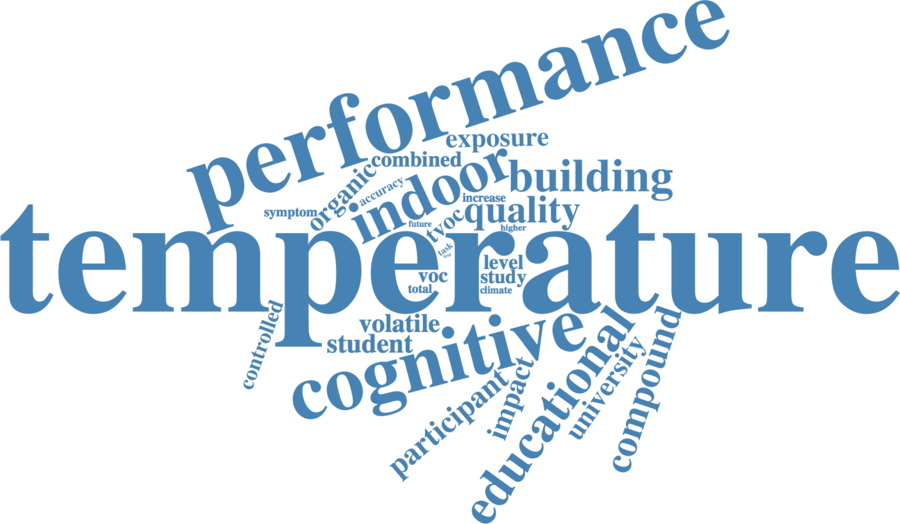 performance
exposure
combined
organic
accuracy
indoor
building
increase
symptom
tvoc
quality
future
higher
temperature
task
level
voc
study
total
climate
controlled
volatile
student
cognitive
educational
compound
university
impact
participant